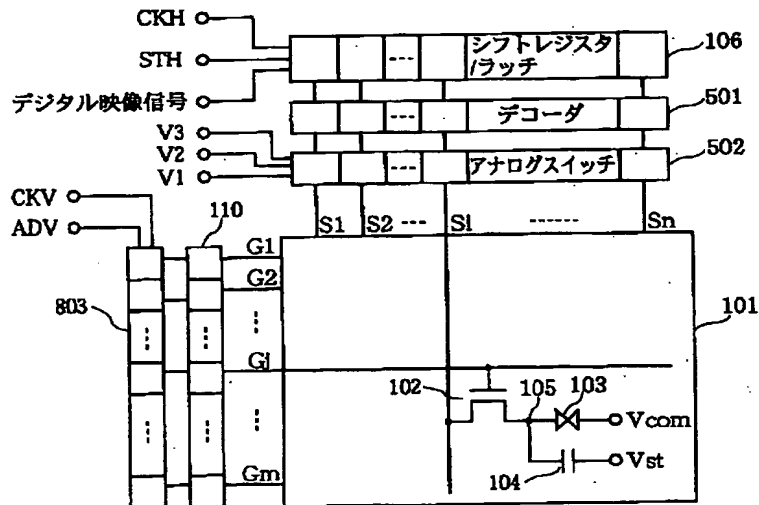 CKH
STH
デジタル映像信号
シフトレジスタ
/ラッチ
106
デコーダ
501
V3
V2
V1
アナログスイッチ
502
CKV
ADV
110
S1 S2 --- Si ------ Sn
G1
G2
803
Gj
101
102
105
103
Vcom
104
Vst
Gm